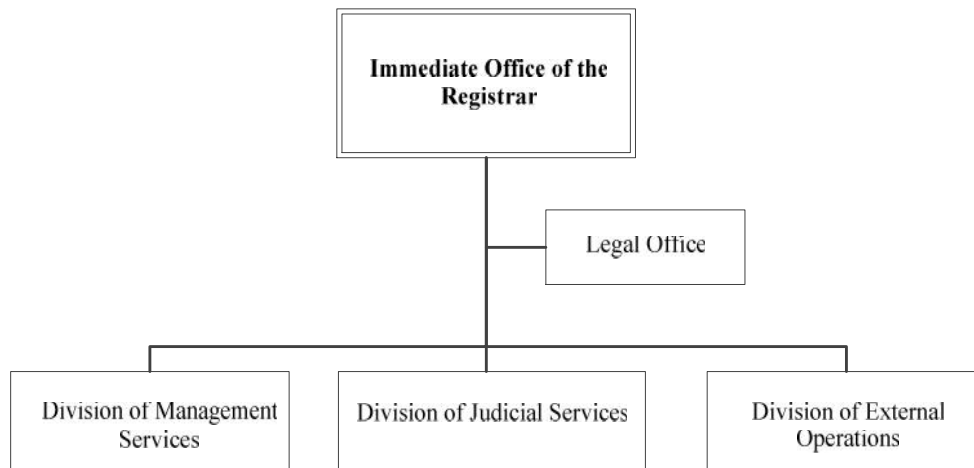 Immediate Office of the
Registrar
Legal Office
Division of Management
Services
Division of Judicial Services
Division of External
Operations